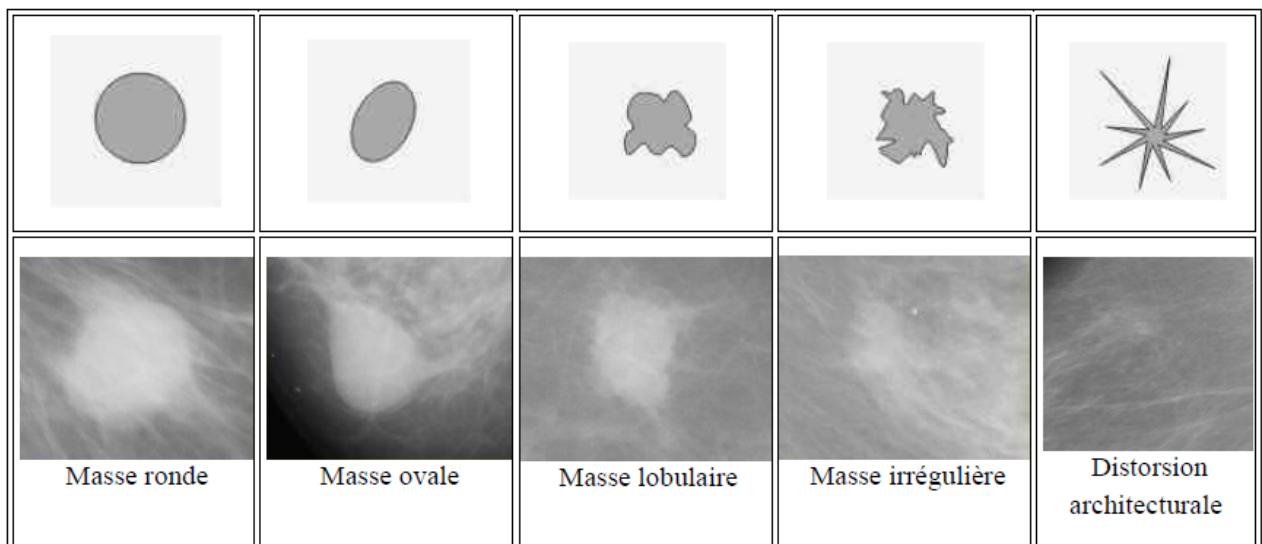 Masse ronde
Masse ovale
Masse lobulaire
Masse irrégulière
Distorsion
architecturale